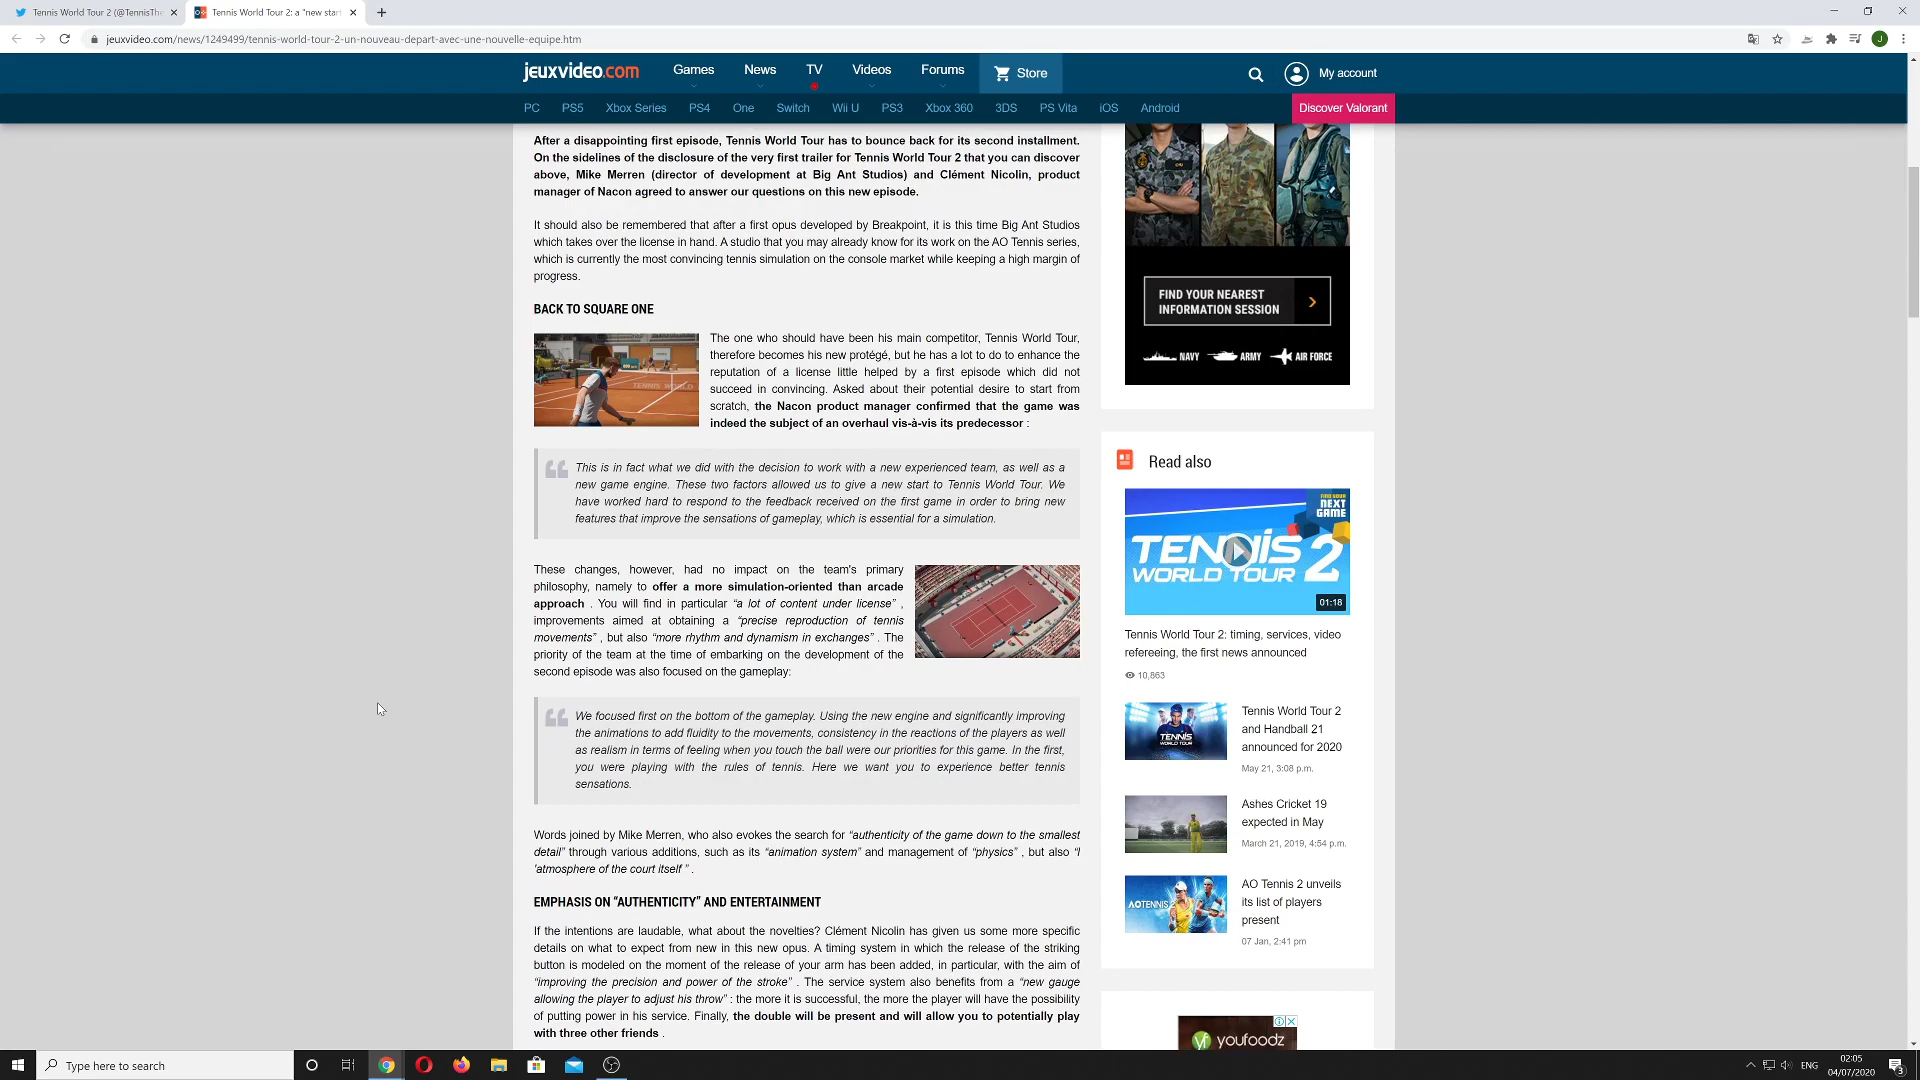 Tennis World Tour 2 (@TennisThe
Tennis World Tour 2: a "new star
jeuxvideo.com/news/1249499/tennis-world-tour-2-un-nouveau-depart-avec-une-nouvelle-equipe.htm
J
jeuxvideo.com
Games
News
TV
Videos
Forums
Store
My account
PC
PS5
Xbox Series
PS4
One
Switch
Wii U
PS3
Xbox 360
3DS
PS Vita
iOS
Android
Discover Valorant
After a disappointing first episode, Tennis World Tour has to bounce back for its second installment.
On the sidelines of the disclosure of the very first trailer for Tennis World Tour 2 that you can discover
above, Mike Merren (director of development at Big Ant Studios) and Clément Nicolin, product
manager of Nacon agreed to answer our questions on this new episode.
It should also be remembered that after a first opus developed by Breakpoint, it is this time Big Ant Studios
which takes over the license in hand. A studio that you may already know for its work on the AO Tennis series,
which is currently the most convincing tennis simulation on the console market while keeping a high margin of
progress.
BACK TO SQUARE ONE
The one who should have been his main competitor, Tennis World Tour,
therefore becomes his new protégé, but he has a lot to do to enhance the
reputation of a license little helped by a first episode which did not
succeed in convincing. Asked about their potential desire to start from
scratch, the Nacon product manager confirmed that the game was
indeed the subject of an overhaul vis-à-vis its predecessor :
This is in fact what we did with the decision to work with a new experienced team, as well as a
new game engine. These two factors allowed us to give a new start to Tennis World Tour. We
have worked hard to respond to the feedback received on the first game in order to bring new
features that improve the sensations of gameplay, which is essential for a simulation.
These changes, however, had no impact on the team's primary
philosophy, namely to offer a more simulation-oriented than arcade
approach . You will find in particular “a lot of content under license” ,
improvements aimed at obtaining a “precise reproduction of tennis
movements” , but also “more rhythm and dynamism in exchanges” . The
priority of the team at the time of embarking on the development of the
second episode was also focused on the gameplay:
We focused first on the bottom of the gameplay. Using the new engine and significantly improving
the animations to add fluidity to the movements, consistency in the reactions of the players as well
as realism in terms of feeling when you touch the ball were our priorities for this game. In the first,
you were playing with the rules of tennis. Here we want you to experience better tennis
sensations.
Words joined by Mike Merren, who also evokes the search for “authenticity of the game down to the smallest
detail” through various additions, such as its “animation system” and management of “physics” , but also “l
'atmosphere of the court itself ” .
EMPHASIS ON “AUTHENTICITY” AND ENTERTAINMENT
If the intentions are laudable, what about the novelties? Clément Nicolin has given us some more specific
details on what to expect from new in this new opus. A timing system in which the release of the striking
button is modeled on the moment of the release of your arm has been added, in particular, with the aim of
“improving the precision and power of the stroke” . The service system also benefits from a “new gauge
allowing the player to adjust his throw” : the more it is successful, the more the player will have the possibility
of putting power in his service. Finally, the double will be present and will allow you to potentially play
with three other friends .
FIND YOUR NEAREST
INFORMATION SESSION
NAVY
ARMY
AIR FORCE
Read also
FIND YOUR
NEXT
GAME
TENNIS
WORLD TOUR 2
01:18
Tennis World Tour 2: timing, services, video
refereeing, the first news announced
10,863
TENNIS
WORLD TOUR
Tennis World Tour 2
and Handball 21
announced for 2020
May 21, 3:08 p.m.
Ashes Cricket 19
expected in May
March 21, 2019, 4:54 p.m.
AO TENNIS 2
AO Tennis 2 unveils
its list of players
present
07 Jan, 2:41 pm
yf youfoodz
Type here to search
ENG
02:05
04/07/2020
3